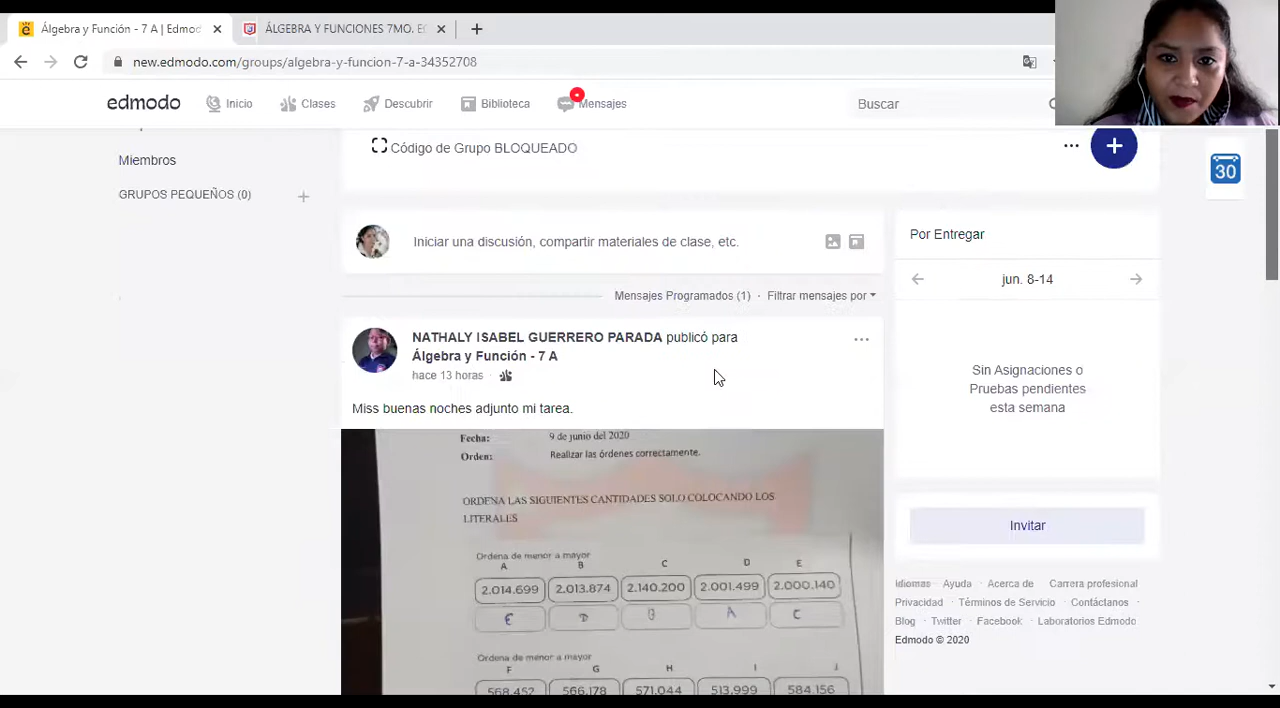 Álgebra y Función - 7 A | Edmod
ÁLGEBRA Y FUNCIONES 7MO. EG
new.edmodo.com/groups/algebra-y-funcion-7-a-34352708
edmodo
Inicio
Clases
Descubrir
Biblioteca
Mensajes
Buscar
Código de Grupo BLOQUEADO
Miembros
GRUPOS PEQUEÑOS (0)
30
Iniciar una discusión, compartir materiales de clase, etc.
Por Entregar
jun. 8-14
Mensajes Programados (1) · Filtrar mensajes por
NATHALY ISABEL GUERRERO PARADA publicó para
Álgebra y Función - 7 A
hace 13 horas
Sin Asignaciones o
Pruebas pendientes
esta semana
Miss buenas noches adjunto mi tarea.
Fecha: 9 de junio del 2020
Orden: Realizar las órdenes correctamente.
ORDENA LAS SIGUIENTES CANTIDADES SOLO COLOCANDO LOS
LITERALES
Ordena de menor a mayor
A B C D E
2.014.699 2.013.874 2.140.200 2.001.499 2.000.140
E D B A C
Ordena de menor a mayor
F G H I J
568.452 566.178 571.044 513.999 584.156
Invitar
Idiomas Ayuda Acerca de Carrera profesional
Privacidad · Términos de Servicio · Contáctanos ·
Blog · Twitter · Facebook · Laboratorios Edmodo
Edmodo © 2020